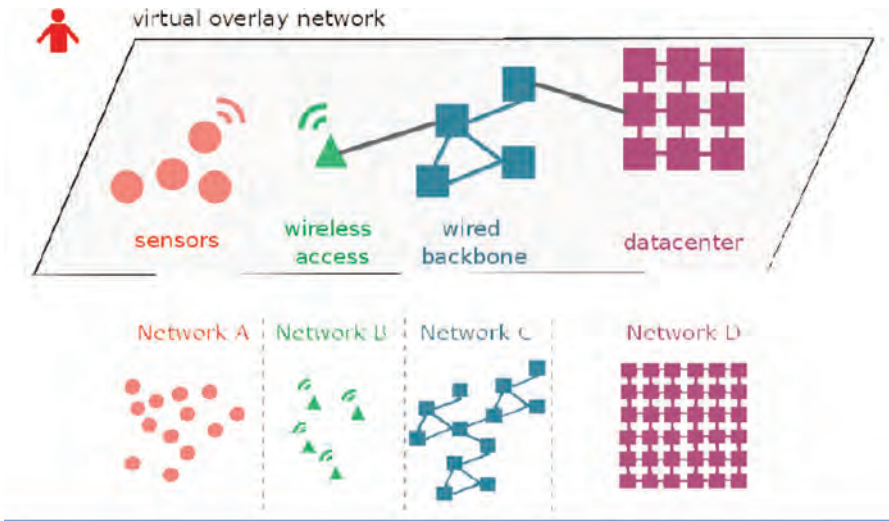 virtual overlay network
sensors
wireless
access
wired
backbone
datacenter
Network A
Network B
Network C
Network D